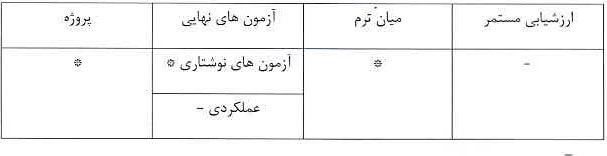 ارزشیابی مستمر	میان ترم	آزمون های نهایی	پروژه
-	*	آزمون های نوشتاری *	*
عملکردی -